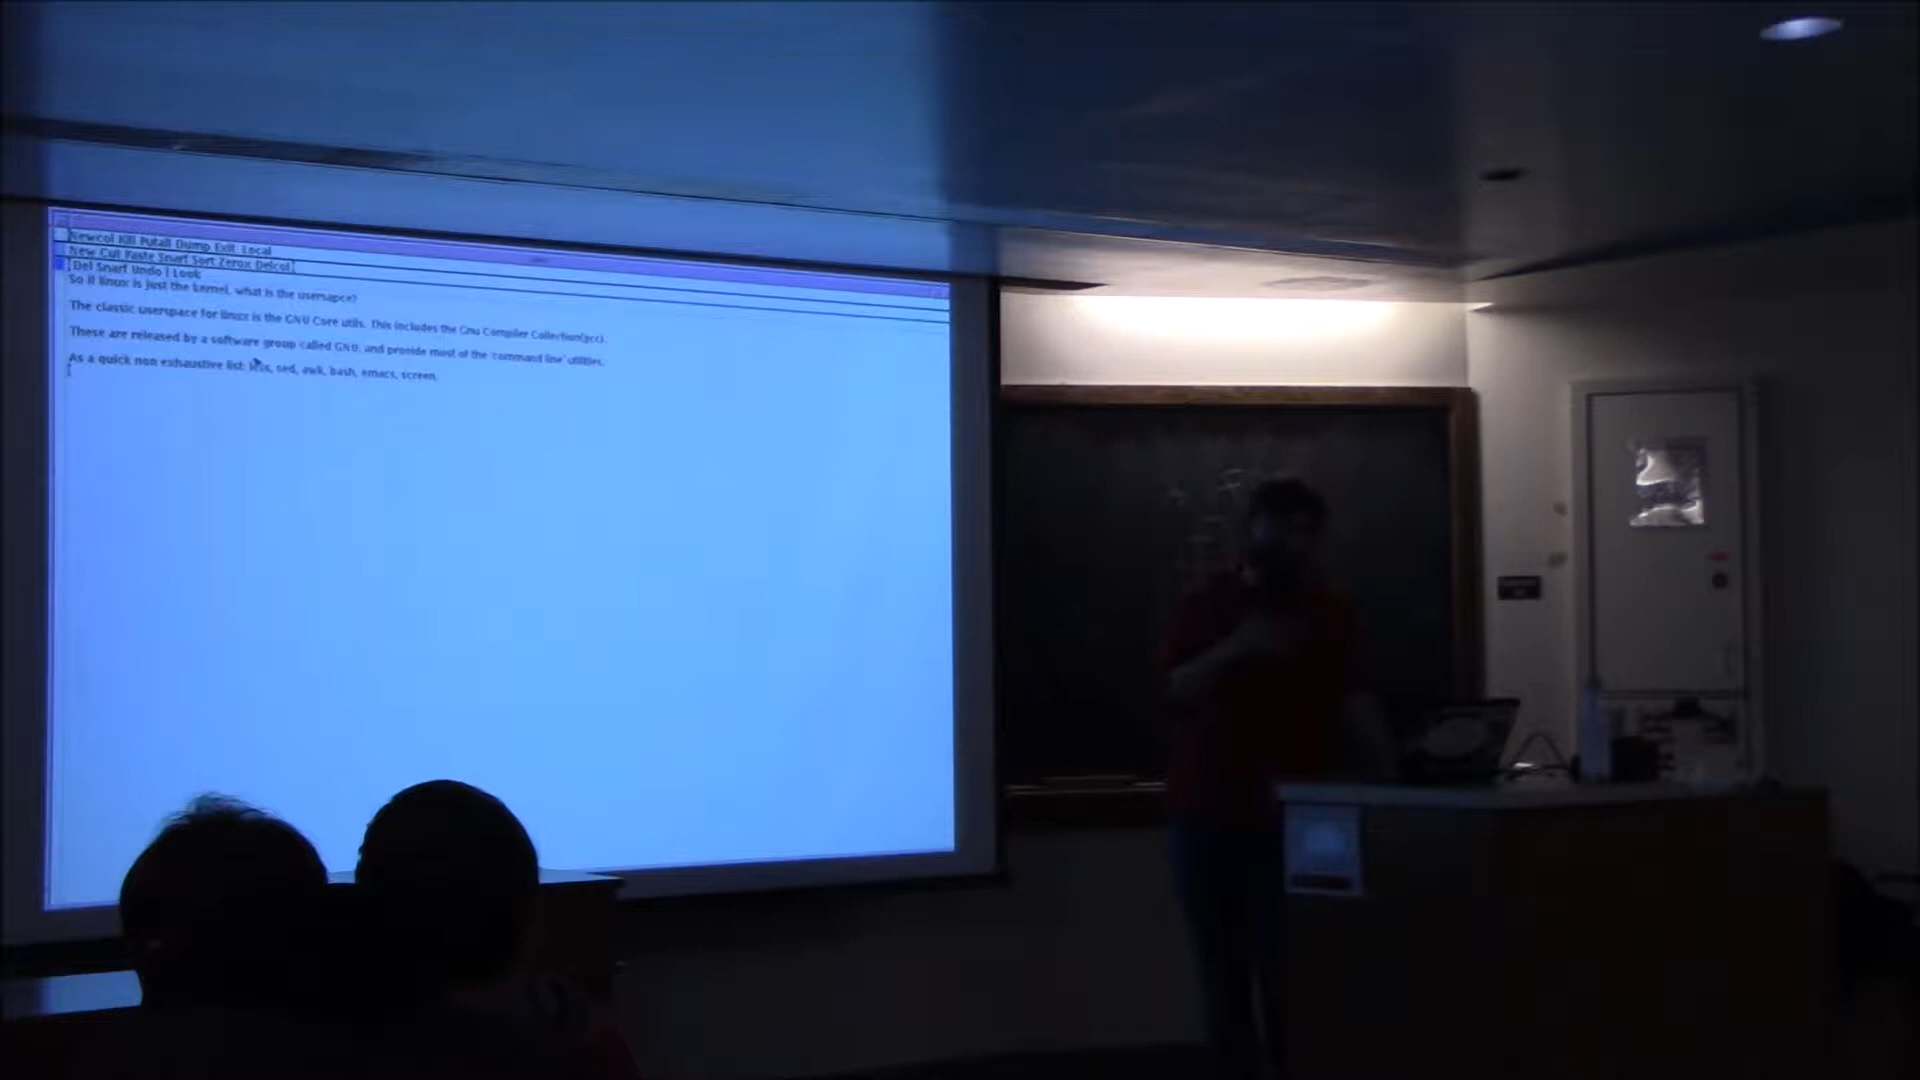 Newcol Kill Putall Dump Exit Local
New Cut Paste Snarf Sort Zerox Delcol
Del Snarf Undo | Look
So if linux is just the kernel, what is the usersapce?
The classic userspace for linux is the GNU Core utils. This includes the Gnu Compiler Collection(gcc).
These are released by a software group called GNU, and provide most of the 'command line' utilities.
As a quick non exhaustive list: sed, awk, bash, emacs, screen,